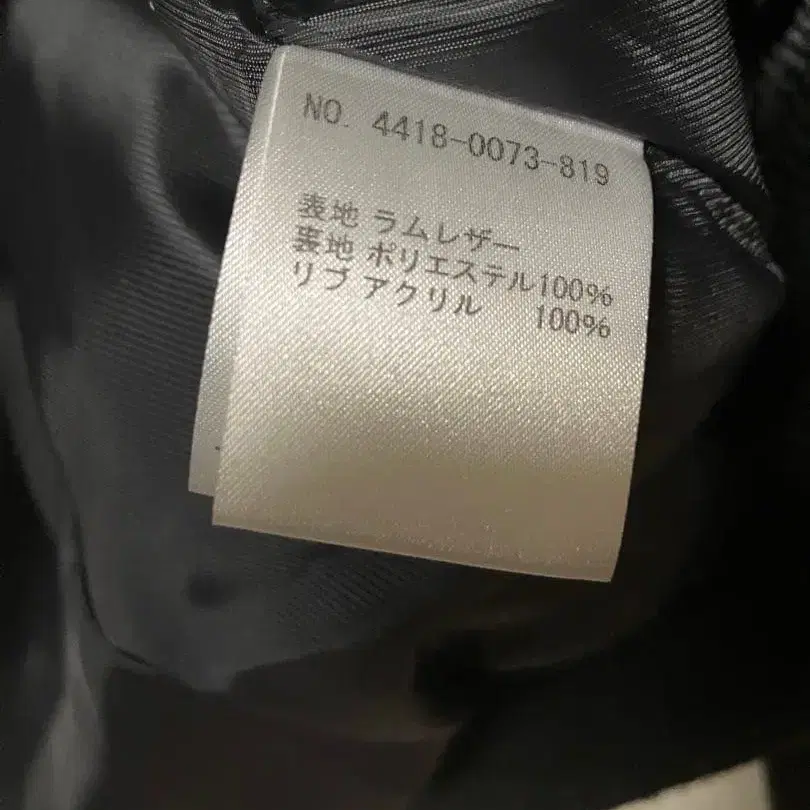 NO. 4418-0073-819
表地 ラムレザー
裏地 ポリエステル100%
リブ アクリル 100%